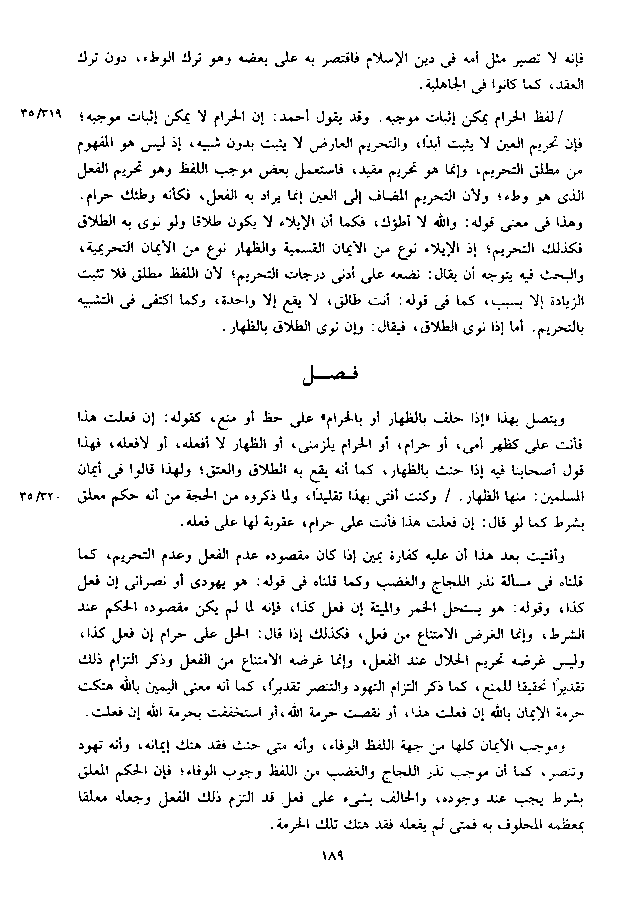 فإنه لا تصير مثل أمه فى دين الإسلام فاقتصر به على بعضه وهو ترك الوطء، دون ترك
العقد، كما كانوا فى الجاهلية.
٣٥/٣١٩ / لفظ الحرام يمكن إثبات موجبه. وقد يقول أحمد: إن الحرام لا يمكن إثبات موجبه؛
فإن تحريم العين لا يثبت أبدًا، والتحريم العارض لا يثبت بدون شبيه، إذ ليس هو المفهوم
من مطلق التحريم، وإنما هو تحريم مقيد، فاستعمل بعض موجب اللفظ وهو تحريم الفعل
الذى هو وطء؛ ولأن التحريم المضاف إلى العين إنما يراد به الفعل، فكأنه وطئك حرام.
وهذا فى معنى قوله: والله لا أطؤك، فكما أن الإيلاء لا يكون طلاقا ولو نوى به الطلاق
فكذلك التحريم؛ إذ الإيلاء نوع من الأيمان القسمية والظهار نوع من الأيمان التحريمية،
والبحث فيه يتوجه أن يقال: نضعه على أدنى درجات التحريم؛ لأن اللفظ مطلق فلا تثبت
الزيادة إلا بسبب، كما فى قوله: أنت طالق، لا يقع إلا واحدة، وكما اكتفى فى التشبيه
بالتحريم. أما إذا نوى الطلاق، فيقال: وإن نوى الطلاق بالظهار.
فـصـــل
ويتصل بهذا «إذا حلف بالظهار أو بالحرام» على حظ أو منع، كقوله: إن فعلت هذا
فأنت على كظهر أمى، أو حرام، أو الحرام يلزمنى، أو الظهار لا أفعله، أو لأفعله، فهذا
قول أصحابنا فيه إذا حنث بالظهار، كما أنه يقع به الطلاق والعتق؛ ولهذا قالوا فى أيمان
٣٥/٣٢٠ المسلمين: منها الظهار. / وكنت أفتى بهذا تقليدًا، ولما ذكروه من الحجة من أنه حكم معلق
بشرط كما لو قال: إن فعلت هذا فأنت على حرام، عقوبة لها على فعله.
وأفتيت بعد هذا أن عليه كفارة يمين إذا كان مقصوده عدم الفعل وعدم التحريم، كما
قلناه فى مسألة نذر اللجاج والغضب وكما قلناه فى قوله: هو يهودى أو نصرانى إن فعل
كذا، وقوله: هو يستحل الخمر والميتة إن فعل كذا، فإنه لما لم يكن مقصوده الحكم عند
الشرط، وإنما الغرض الامتناع من فعل، فكذلك إذا قال: الحل على حرام إن فعل كذا،
وليس غرضه تحريم الحلال عند الفعل، وإنما غرضه الامتناع من الفعل وذكر التزام ذلك
تقديرًا تحقيقا للمنع، كما ذكر التزام التهود والتنصر تقديرًا، كما أنه معنى اليمين بالله هتكت
حرمة الإيمان بالله إن فعلت هذا، أو نقصت حرمة الله، أو استخففت بحرمة الله إن فعلت.
وموجب الأيمان كلها من جهة اللفظ الوفاء، وأنه متى حنث فقد هتك إيمانه، وأنه تهود
وتنصر، كما أن موجب نذر اللجاج والغضب من اللفظ وجوب الوفاء؛ فإن الحكم المعلق
بشرط يجب عند وجوده، والحالف بشىء على فعل قد التزم ذلك الفعل وجعله معلقا
بمعظمه المحلوف به فمتى لم يفعله فقد هتك تلك الحرمة.
١٨٩